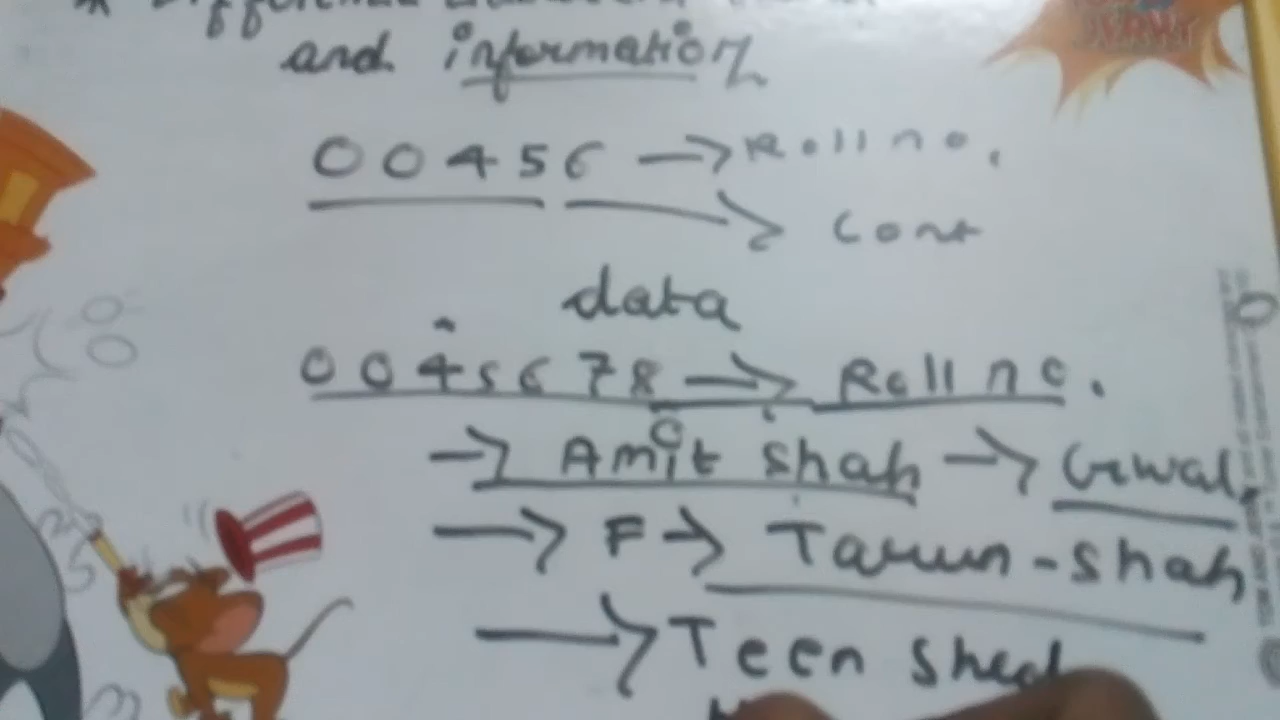 and information
00456 → Roll no.
→ Cont
data
0045678 → Roll no.
→ Amit Shah → Gwal
→ F → Tarun - Shah
→ Teen Shed